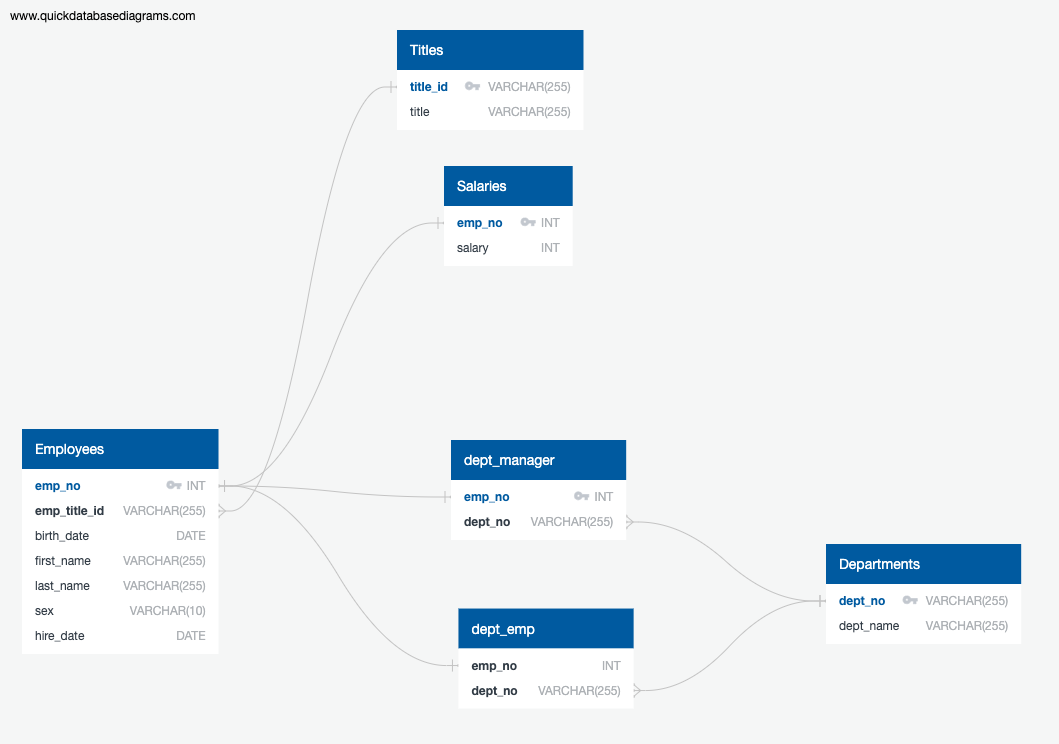 www.quickdatabasediagrams.com
Titles
title_id VARCHAR(255)
title VARCHAR(255)
Salaries
emp_no INT
salary INT
Employees
emp_no INT
emp_title_id VARCHAR(255)
birth_date DATE
first_name VARCHAR(255)
last_name VARCHAR(255)
sex VARCHAR(10)
hire_date DATE
dept_manager
emp_no INT
dept_no VARCHAR(255)
dept_emp
emp_no INT
dept_no VARCHAR(255)
Departments
dept_no VARCHAR(255)
dept_name VARCHAR(255)